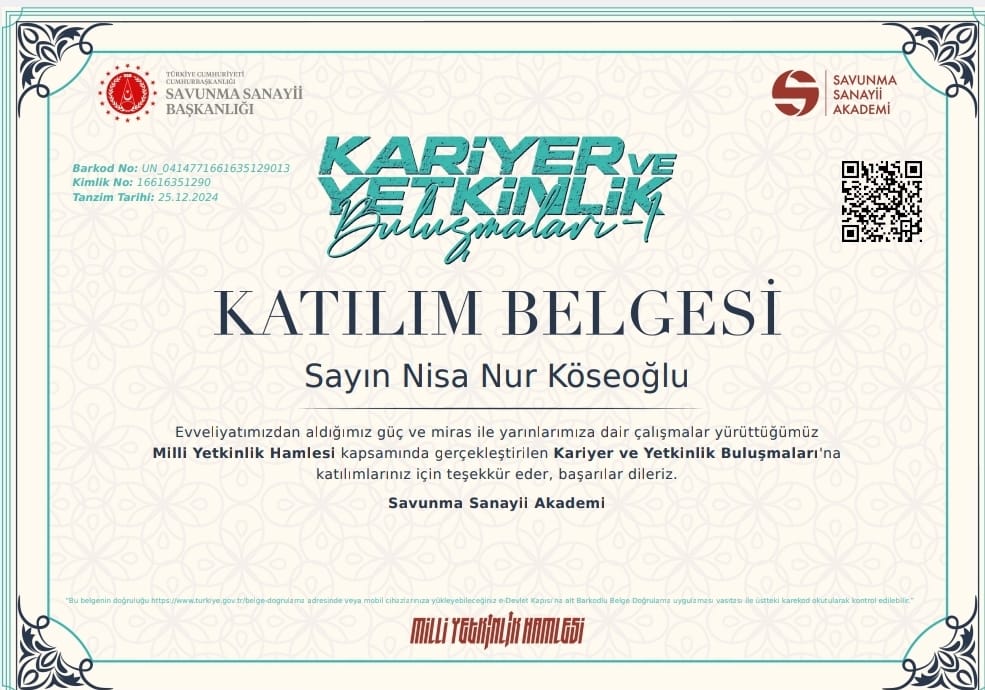 TÜRKİYE CUMHURİYETİ
CUMHURBAŞKANLIĞI
SAVUNMA SANAYİİ
BAŞKANLIĞI
SAVUNMA
SANAYİİ
AKADEMİ
Barkod No: UN_0414771661635129013
Kimlik No: 16616351290
Tanzim Tarihi: 25.12.2024
KARİYER VE
YETKİNLİK
Buluşmaları-1
KATILIM BELGESİ
Sayın Nisa Nur Köseoğlu
Evveliyatımızdan aldığımız güç ve miras ile yarınlarımıza dair çalışmalar yürüttüğümüz
Milli Yetkinlik Hamlesi kapsamında gerçekleştirilen Kariyer ve Yetkinlik Buluşmaları'na
katılımlarınız için teşekkür eder, başarılar dileriz.
Savunma Sanayii Akademi
"Bu belgenin doğruluğu https://www.turkiye.gov.tr/belge-dogrulama adresinde veya mobil cihazlarınıza yükleyebileceğiniz e-Devlet Kapısı'na ait Barkodlu Belge Doğrulama uygulaması vasıtası ile üstteki karekod okutularak kontrol edilebilir."
MİLLİ YETKİNLİK HAMLESİ